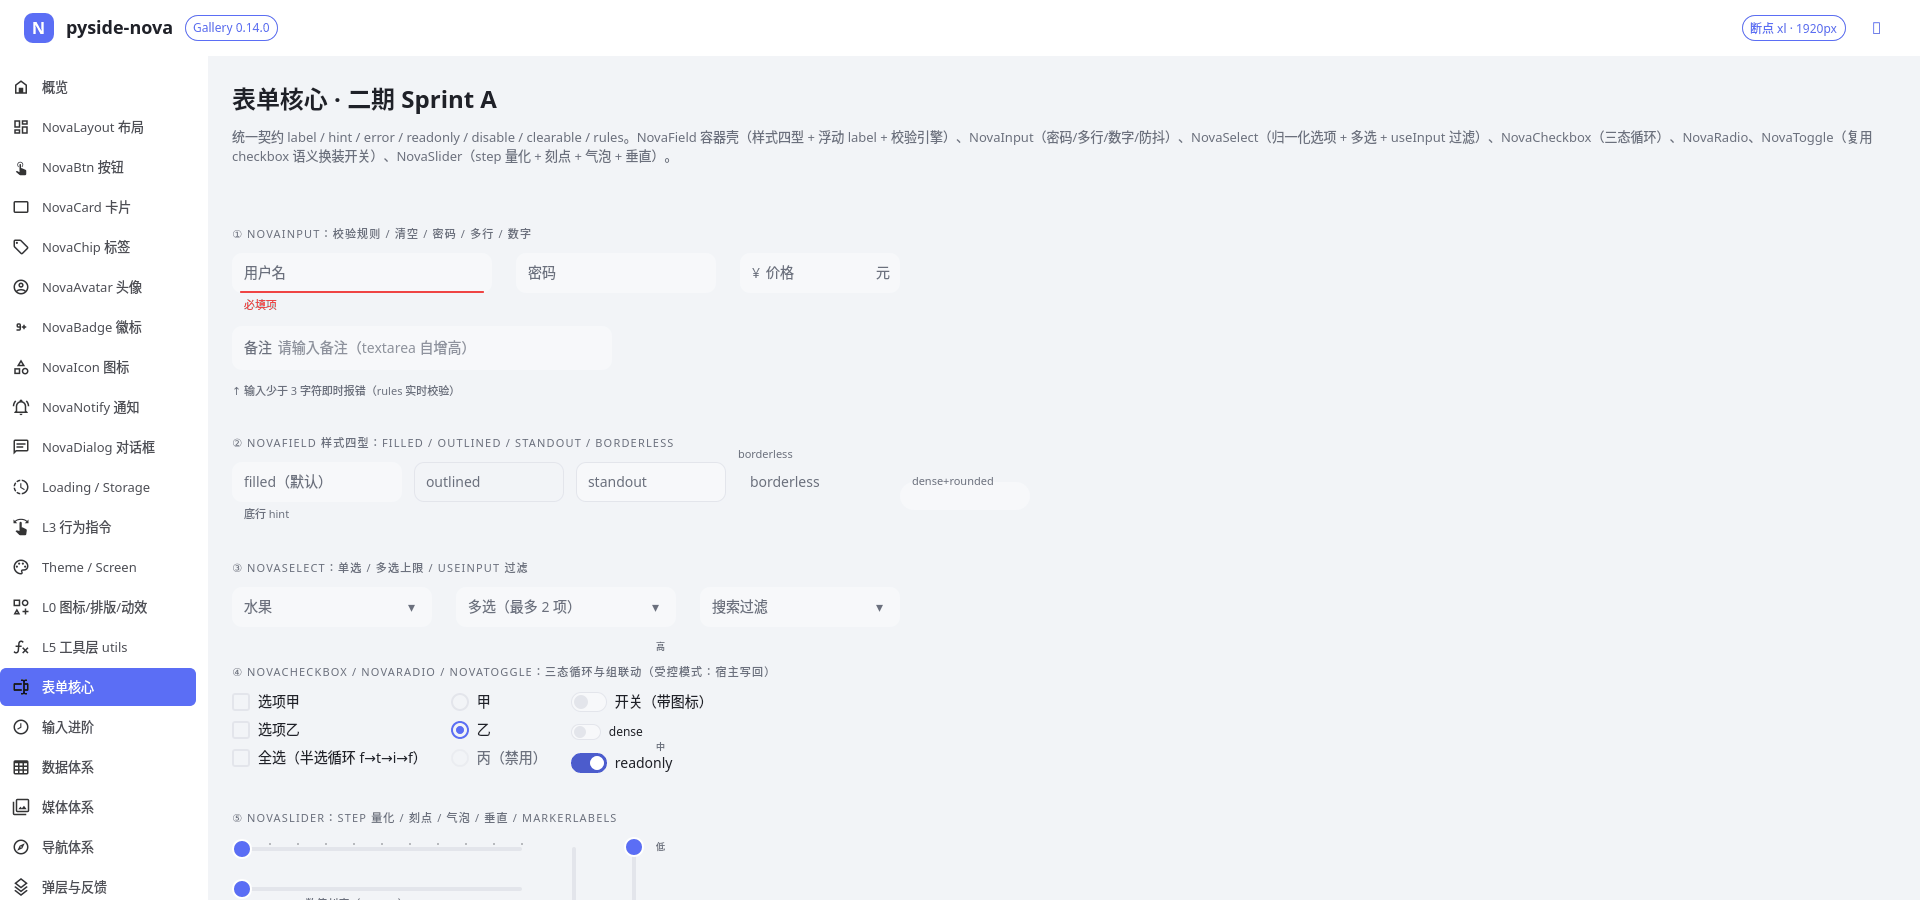 N
pyside-nova
Gallery 0.14.0
断点 xl · 1920px
概览
NovaLayout 布局
NovaBtn 按钮
NovaCard 卡片
NovaChip 标签
NovaAvatar 头像
9+
NovaBadge 徽标
NovaIcon 图标
NovaNotify 通知
NovaDialog 对话框
Loading / Storage
L3 行为指令
Theme / Screen
L0 图标/排版/动效
L5 工具层 utils
表单核心
输入进阶
数据体系
媒体体系
导航体系
弹层与反馈
表单核心 · 二期 Sprint A
统一契约 label / hint / error / readonly / disable / clearable / rules。NovaField 容器壳（样式四型 + 浮动 label + 校验引擎）、NovaInput（密码/多行/数字/防抖）、NovaSelect（归一化选项 + 多选 + useInput 过滤）、NovaCheckbox（三态循环）、NovaRadio、NovaToggle（复用
checkbox 语义换装开关）、NovaSlider（step 量化 + 刻点 + 气泡 + 垂直）。
① NOVAINPUT：校验规则 / 清空 / 密码 / 多行 / 数字
用户名
密码
¥ 价格 元
必填项
备注 请输入备注（textarea 自增高）
↑ 输入少于 3 字符即时报错（rules 实时校验）
② NOVAFIELD 样式四型：FILLED / OUTLINED / STANDOUT / BORDERLESS
borderless
filled（默认）
outlined
standout
borderless
dense+rounded
底行 hint
③ NOVASELECT：单选 / 多选上限 / USEINPUT 过滤
水果 ▼
多选（最多 2 项） ▼
搜索过滤 ▼
高
④ NOVACHECKBOX / NOVARADIO / NOVATOGGLE：三态循环与组联动（受控模式：宿主写回）
选项甲
甲
开关（带图标）
选项乙
乙
dense
中
全选（半选循环 f→t→i→f）
丙（禁用）
readonly
⑤ NOVASLIDER：STEP 量化 / 刻点 / 气泡 / 垂直 / MARKERLABELS
低